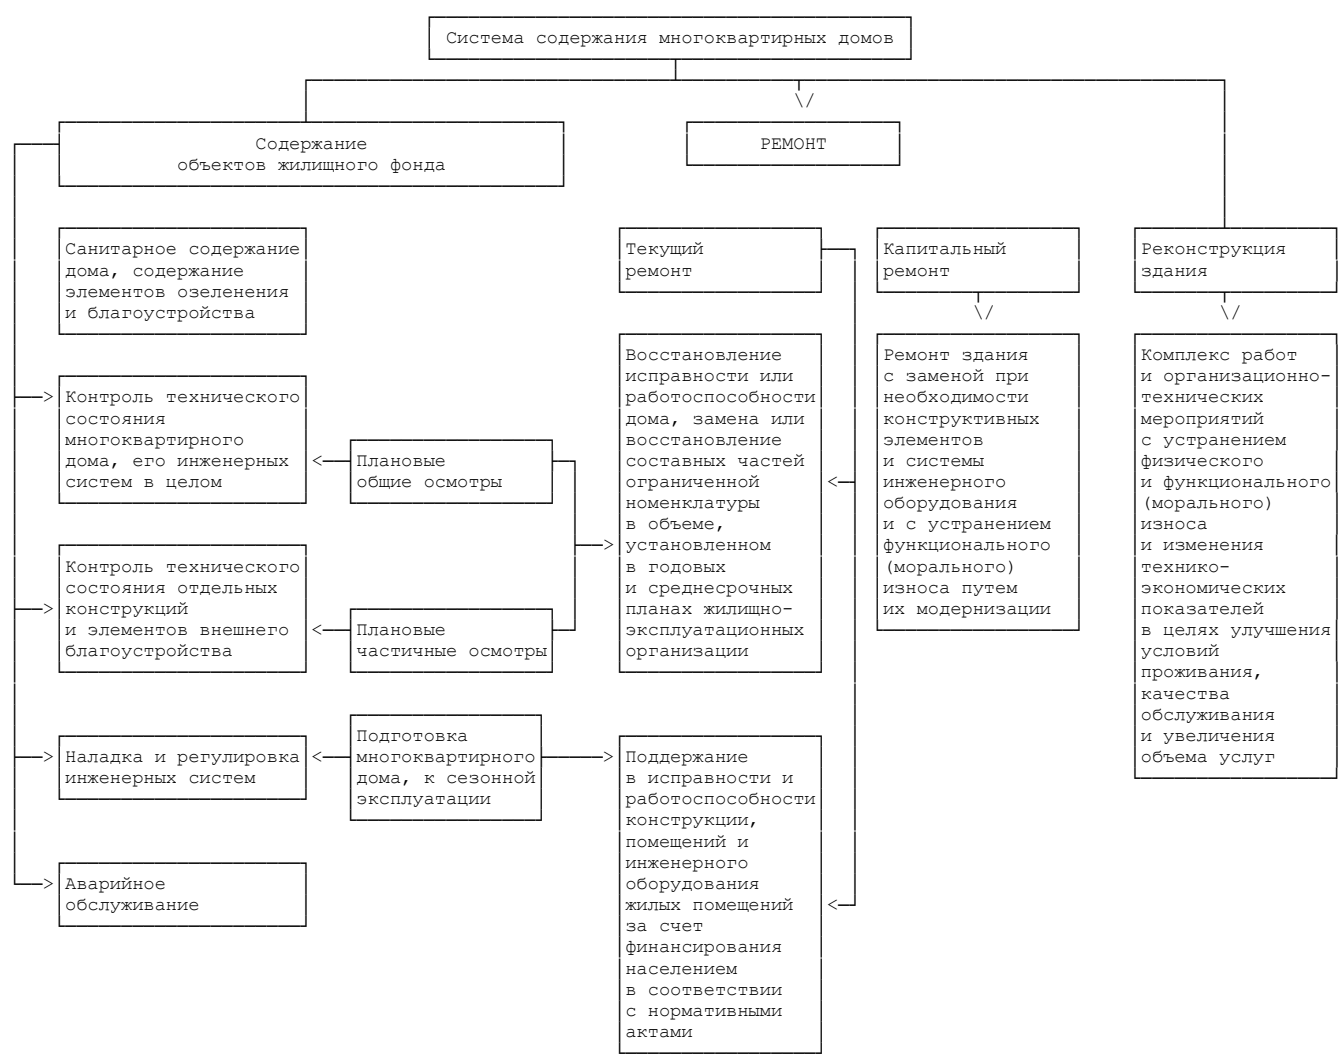 Система содержания многоквартирных домов
Содержание
объектов жилищного фонда
РЕМОНТ
Санитарное содержание
дома, содержание
элементов озеленения
и благоустройства
Текущий
ремонт
Капитальный
ремонт
Реконструкция
здания
Контроль технического
состояния
многоквартирного
дома, его инженерных
систем в целом
Плановые
общие осмотры
Контроль технического
состояния отдельных
конструкций
и элементов внешнего
благоустройства
Плановые
частичные осмотры
Восстановление
исправности или
работоспособности
дома, замена или
восстановление
составных частей
ограниченной
номенклатуры
в объеме,
установленном
в годовых
и среднесрочных
планах жилищно-
эксплуатационных
организации
Ремонт здания
с заменой при
необходимости
конструктивных
элементов
и системы
инженерного
оборудования
и с устранением
функционального
(морального)
износа путем
их модернизации
Комплекс работ
и организационно-
технических
мероприятий
с устранением
физического
и функционального
(морального)
износа
и изменения
технико-
экономических
показателей
в целях улучшения
условий
проживания,
качества
обслуживания
и увеличения
объема услуг
Наладка и регулировка
инженерных систем
Подготовка
многоквартирного
дома, к сезонной
эксплуатации
Поддержание
в исправности и
работоспособности
конструкции,
помещений и
инженерного
оборудования
жилых помещений
за счет
финансирования
населением
в соответствии
с нормативными
актами
Аварийное
обслуживание